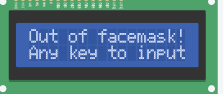 Out of facemask!
Any key to input